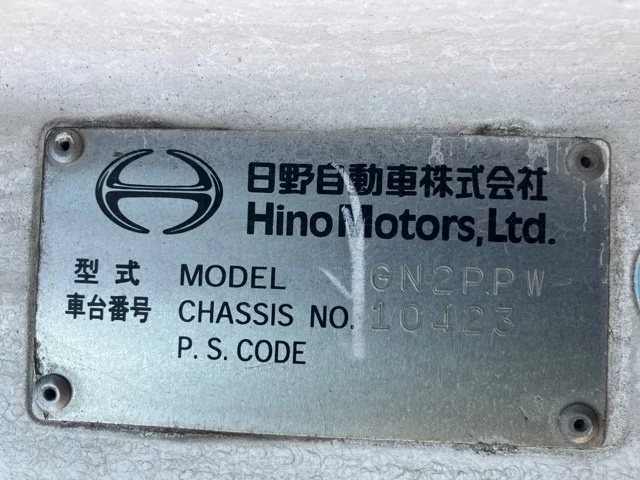 日野自動車株式会社
Hino Motors, Ltd.
型式 MODEL GN2PPW
車台番号 CHASSIS NO. 10423
P. S. CODE